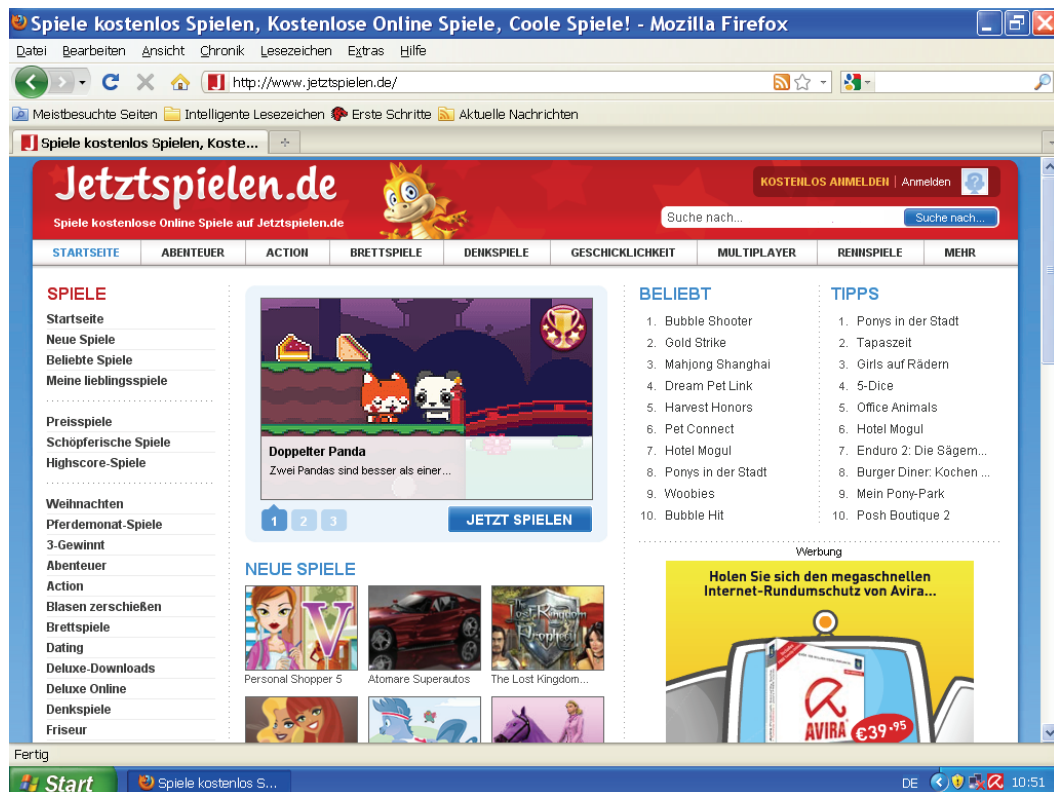 Spiele kostenlos Spielen, Kostenlose Online Spiele, Coole Spiele! - Mozilla Firefox
Datei Bearbeiten Ansicht Chronik Lesezeichen Extras Hilfe
http://www.jetztspielen.de/
Meistbesuchte Seiten Intelligente Lesezeichen Erste Schritte Aktuelle Nachrichten
Spiele kostenlos Spielen, Koste...
Jetztspielen.de
KOSTENLOS ANMELDEN | Anmelden
Spiele kostenlose Online Spiele auf Jetztspielen.de
Suche nach...
Suche nach...
STARTSEITE ABENTEUER ACTION BRETTSPIELE DENKSPIELE GESCHICKLICHKEIT MULTIPLAYER RENNSPIELE MEHR
SPIELE
Startseite
Neue Spiele
Beliebte Spiele
Meine lieblingsspiele
Preisspiele
Schöpferische Spiele
Highscore-Spiele
Weihnachten
Pferdemonat-Spiele
3-Gewinnt
Abenteuer
Action
Blasen zerschießen
Brettspiele
Dating
Deluxe-Downloads
Deluxe Online
Denkspiele
Friseur
Doppelter Panda
Zwei Pandas sind besser als einer...
1 2 3
JETZT SPIELEN
NEUE SPIELE
V
The Lost Kingdom Prophecy
Personal Shopper 5
Atomare Superautos
The Lost Kingdom...
BELIEBT
1. Bubble Shooter
2. Gold Strike
3. Mahjong Shanghai
4. Dream Pet Link
5. Harvest Honors
6. Pet Connect
7. Hotel Mogul
8. Ponys in der Stadt
9. Woobies
10. Bubble Hit
TIPPS
1. Ponys in der Stadt
2. Tapaszeit
3. Girls auf Rädern
4. 5-Dice
5. Office Animals
6. Hotel Mogul
7. Enduro 2: Die Sägem...
8. Burger Diner: Kochen ...
9. Mein Pony-Park
10. Posh Boutique 2
Werbung
Holen Sie sich den megaschnellen
Internet-Rundumschutz von Avira...
AVIRA
€39.95
Fertig
Start
Spiele kostenlos S...
DE
10:51